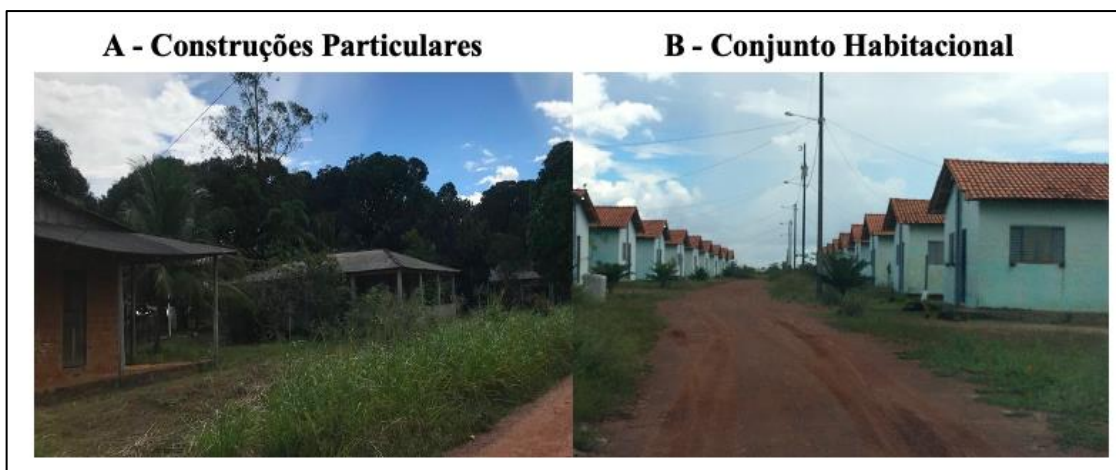 A - Construções Particulares
B - Conjunto Habitacional